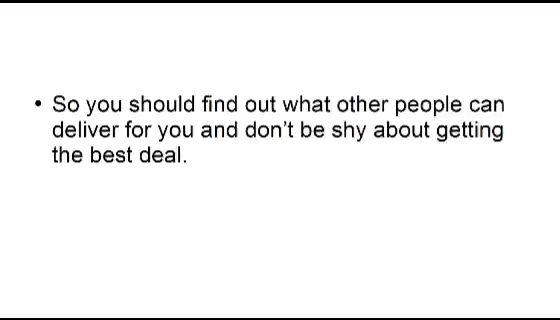 • So you should find out what other people can
deliver for you and don't be shy about getting
the best deal.